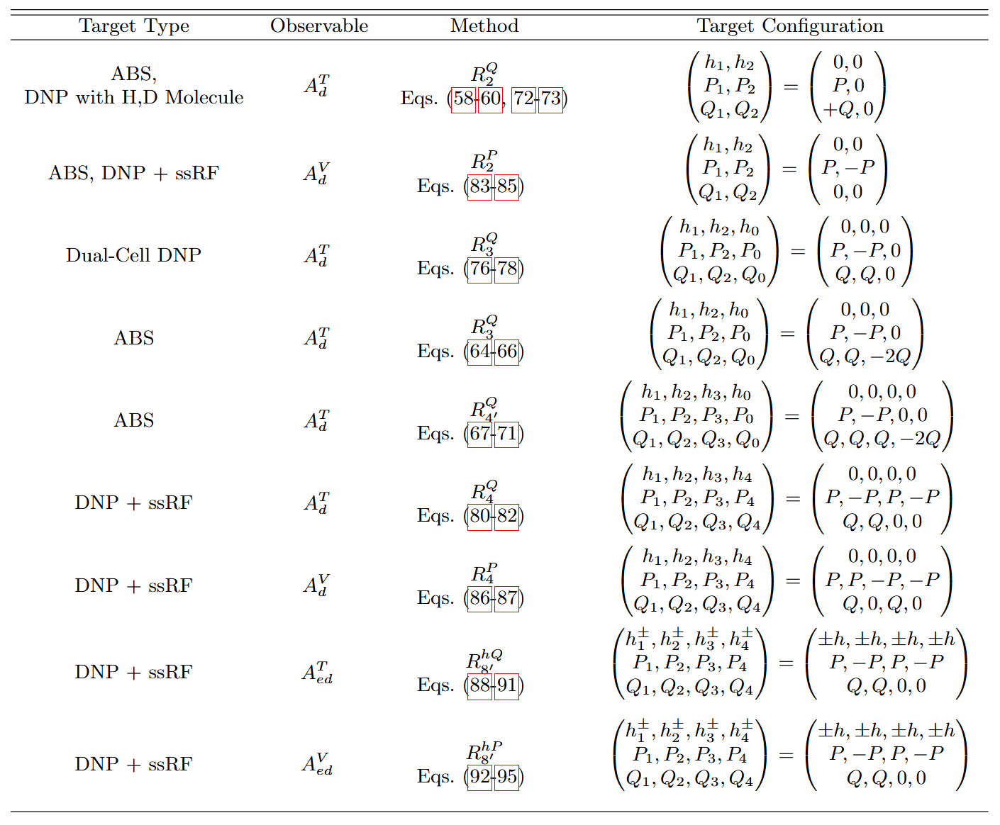 Target Type Observable Method Target Configuration
ABS,
DNP with H,D Molecule $A_d^T$ $R_2^Q$
Eqs. (58-60, 72-73) $\begin{pmatrix} h_1, h_2 \\ P_1, P_2 \\ Q_1, Q_2 \end{pmatrix} = \begin{pmatrix} 0, 0 \\ P, 0 \\ +Q, 0 \end{pmatrix}$
ABS, DNP + ssRF $A_d^V$ $R_2^P$
Eqs. (83-85) $\begin{pmatrix} h_1, h_2 \\ P_1, P_2 \\ Q_1, Q_2 \end{pmatrix} = \begin{pmatrix} 0, 0 \\ P, -P \\ 0, 0 \end{pmatrix}$
Dual-Cell DNP $A_d^T$ $R_3^Q$
Eqs. (76-78) $\begin{pmatrix} h_1, h_2, h_0 \\ P_1, P_2, P_0 \\ Q_1, Q_2, Q_0 \end{pmatrix} = \begin{pmatrix} 0, 0, 0 \\ P, -P, 0 \\ Q, Q, 0 \end{pmatrix}$
ABS $A_d^T$ $R_3^Q$
Eqs. (64-66) $\begin{pmatrix} h_1, h_2, h_0 \\ P_1, P_2, P_0 \\ Q_1, Q_2, Q_0 \end{pmatrix} = \begin{pmatrix} 0, 0, 0 \\ P, -P, 0 \\ Q, Q, -2Q \end{pmatrix}$
ABS $A_d^T$ $R_{4'}^Q$
Eqs. (67-71) $\begin{pmatrix} h_1, h_2, h_3, h_0 \\ P_1, P_2, P_3, P_0 \\ Q_1, Q_2, Q_3, Q_0 \end{pmatrix} = \begin{pmatrix} 0, 0, 0, 0 \\ P, -P, 0, 0 \\ Q, Q, Q, -2Q \end{pmatrix}$
DNP + ssRF $A_d^T$ $R_4^Q$
Eqs. (80-82) $\begin{pmatrix} h_1, h_2, h_3, h_4 \\ P_1, P_2, P_3, P_4 \\ Q_1, Q_2, Q_3, Q_4 \end{pmatrix} = \begin{pmatrix} 0, 0, 0, 0 \\ P, -P, P, -P \\ Q, Q, 0, 0 \end{pmatrix}$
DNP + ssRF $A_d^V$ $R_4^P$
Eqs. (86-87) $\begin{pmatrix} h_1, h_2, h_3, h_4 \\ P_1, P_2, P_3, P_4 \\ Q_1, Q_2, Q_3, Q_4 \end{pmatrix} = \begin{pmatrix} 0, 0, 0, 0 \\ P, P, -P, -P \\ Q, 0, Q, 0 \end{pmatrix}$
DNP + ssRF $A_{ed}^T$ $R_{8'}^{hQ}$
Eqs. (88-91) $\begin{pmatrix} h_1^\pm, h_2^\pm, h_3^\pm, h_4^\pm \\ P_1, P_2, P_3, P_4 \\ Q_1, Q_2, Q_3, Q_4 \end{pmatrix} = \begin{pmatrix} \pm h, \pm h, \pm h, \pm h \\ P, -P, P, -P \\ Q, Q, 0, 0 \end{pmatrix}$
DNP + ssRF $A_{ed}^V$ $R_{8'}^{hP}$
Eqs. (92-95) $\begin{pmatrix} h_1^\pm, h_2^\pm, h_3^\pm, h_4^\pm \\ P_1, P_2, P_3, P_4 \\ Q_1, Q_2, Q_3, Q_4 \end{pmatrix} = \begin{pmatrix} \pm h, \pm h, \pm h, \pm h \\ P, -P, P, -P \\ Q, Q, 0, 0 \end{pmatrix}$